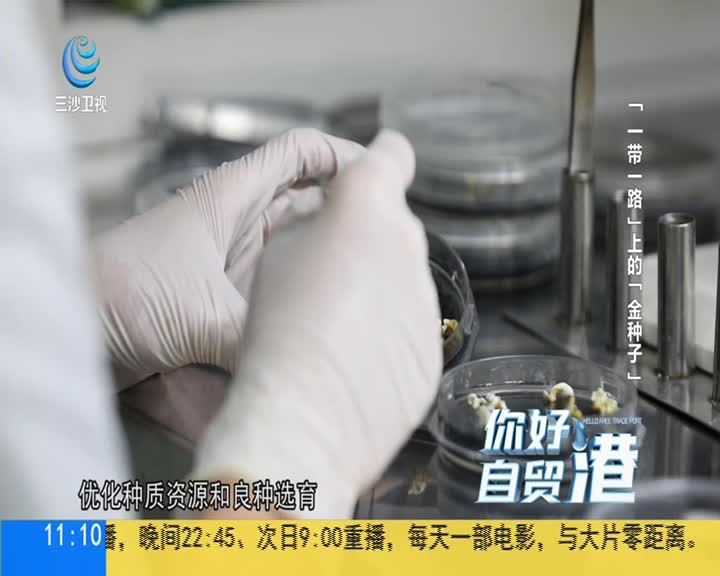 三沙卫视
「一带一路」上的「金种子」
你好
HELLO FREE TRADE PORT
自贸港
优化种质资源和良种选育
11:10
播，晚间22:45、次日9:00重播，每天一部电影，与大片零距离。